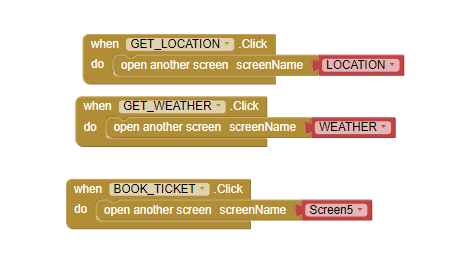 when GET_LOCATION .Click
do open another screen screenName LOCATION
when GET_WEATHER .Click
do open another screen screenName WEATHER
when BOOK_TICKET .Click
do open another screen screenName Screen5